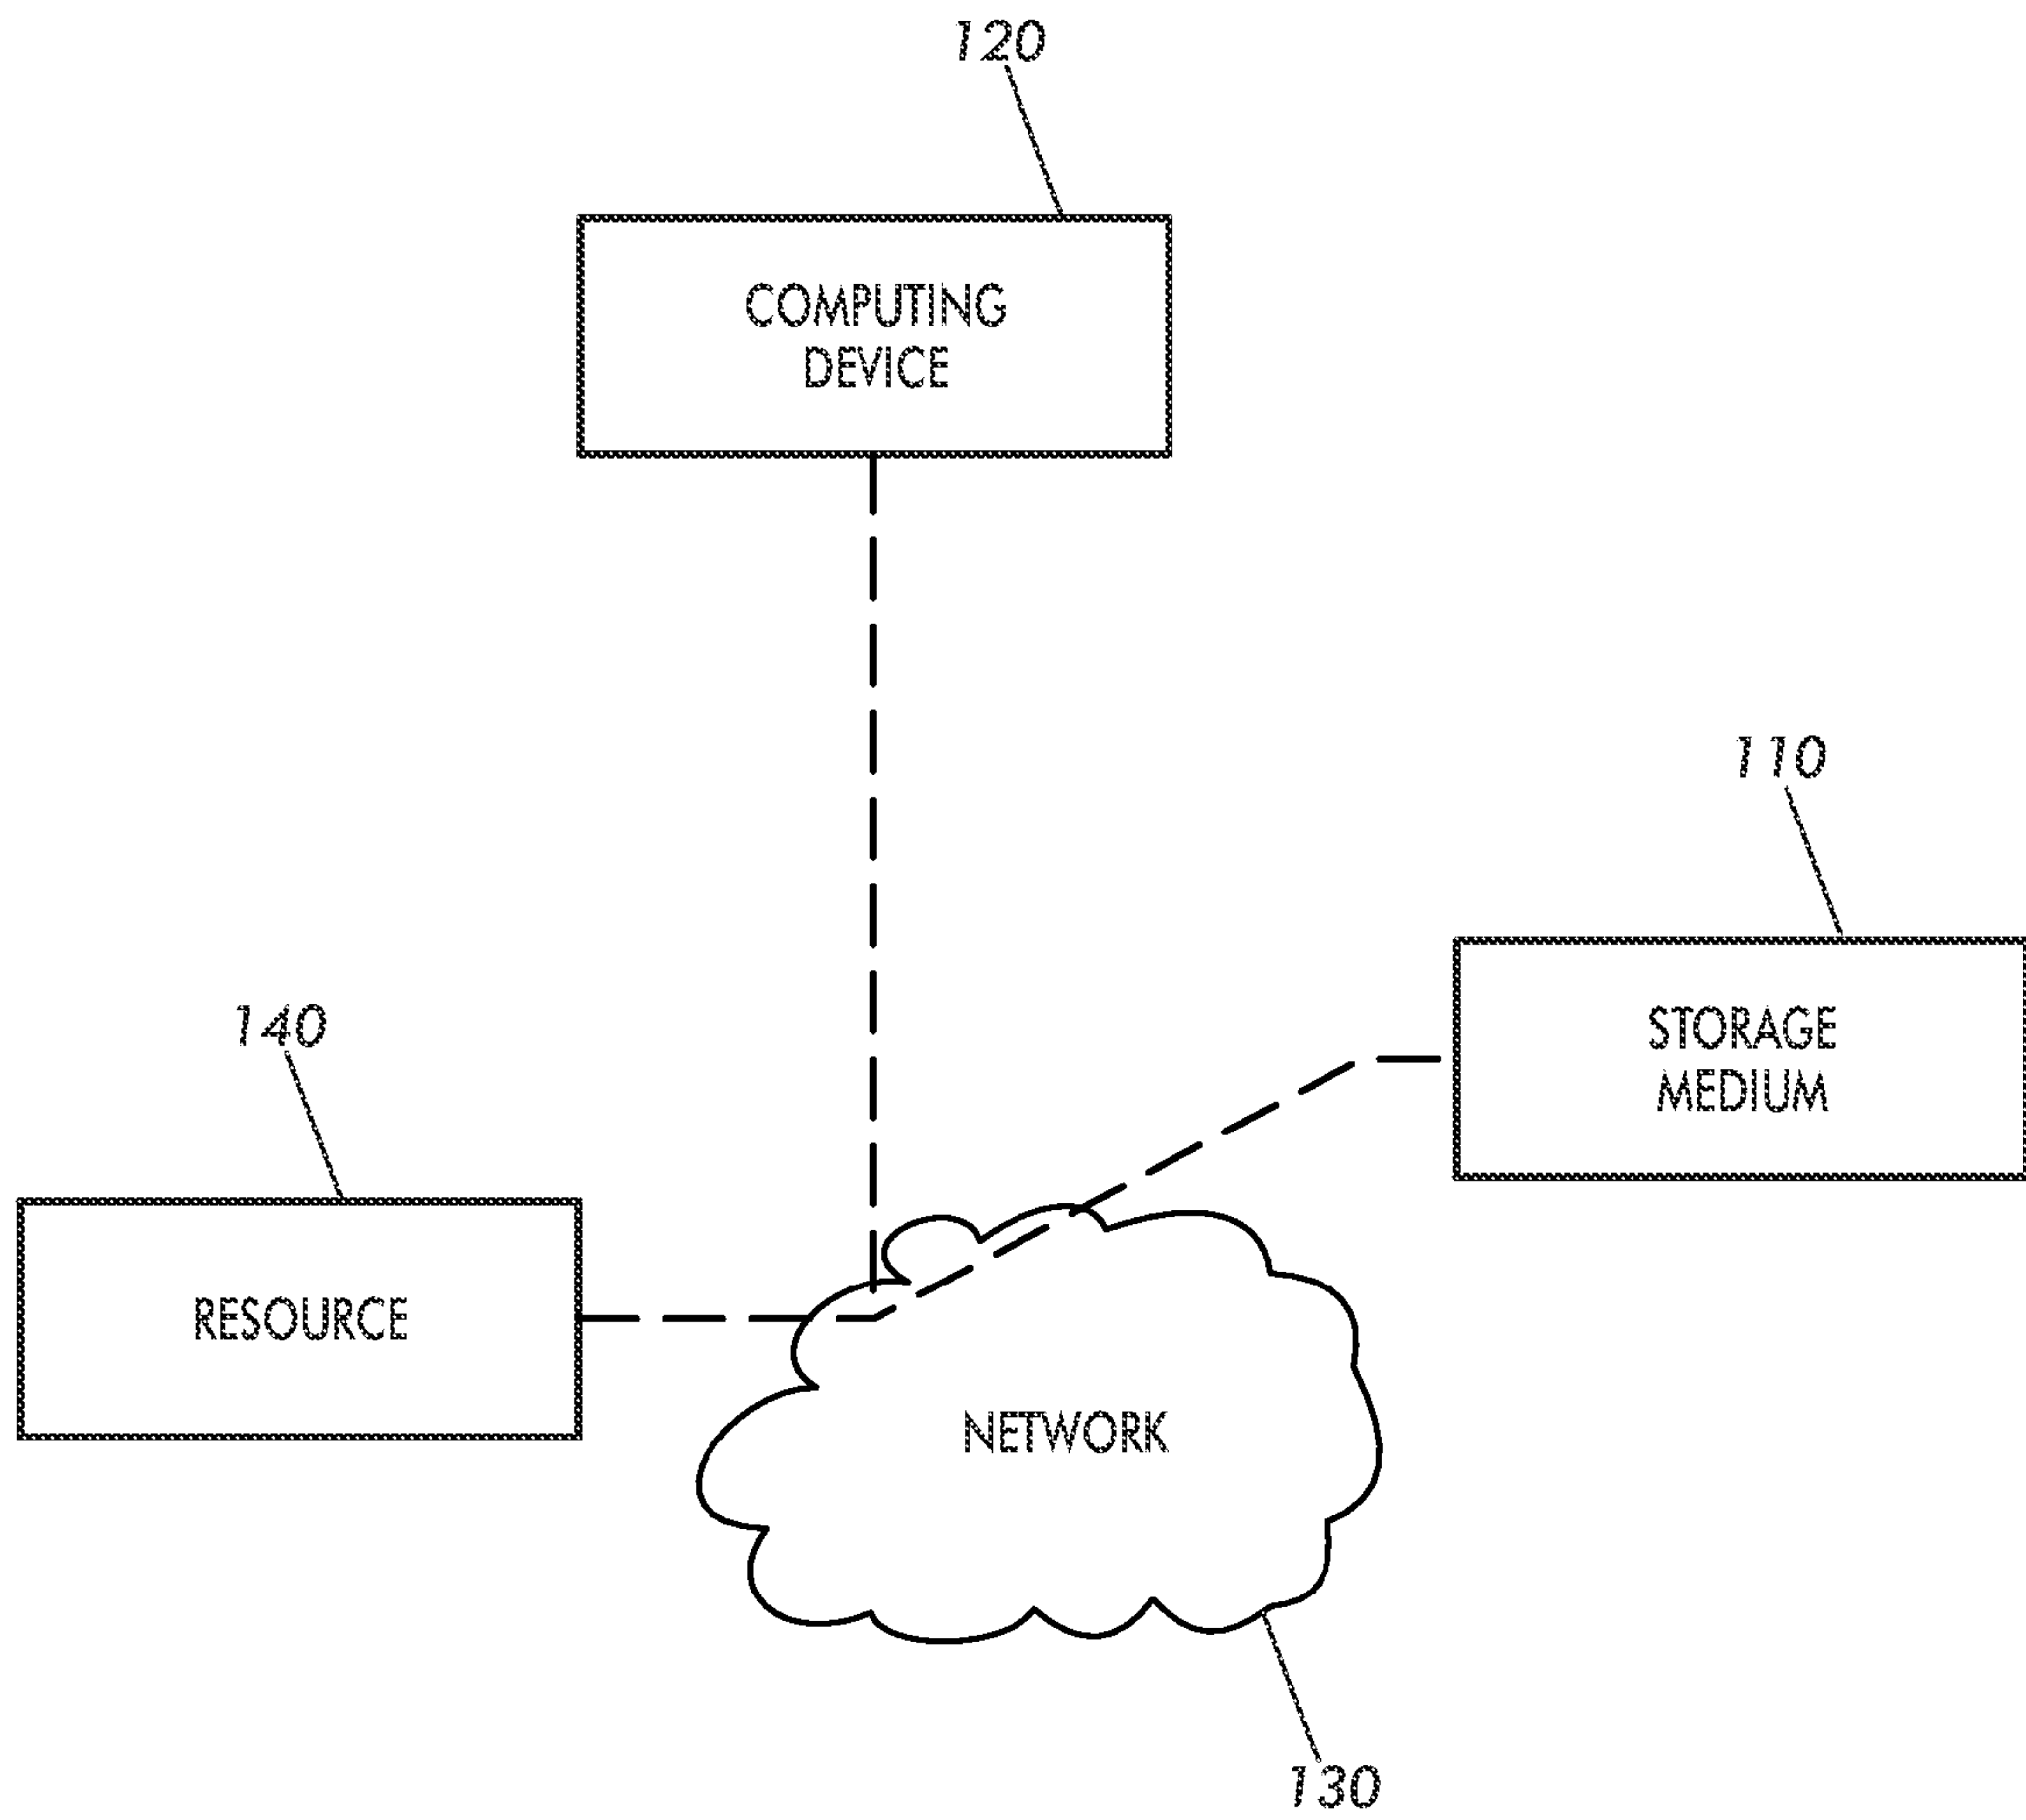 120
COMPUTING
DEVICE
110
STORAGE
MEDIUM
140
RESOURCE
NETWORK
130